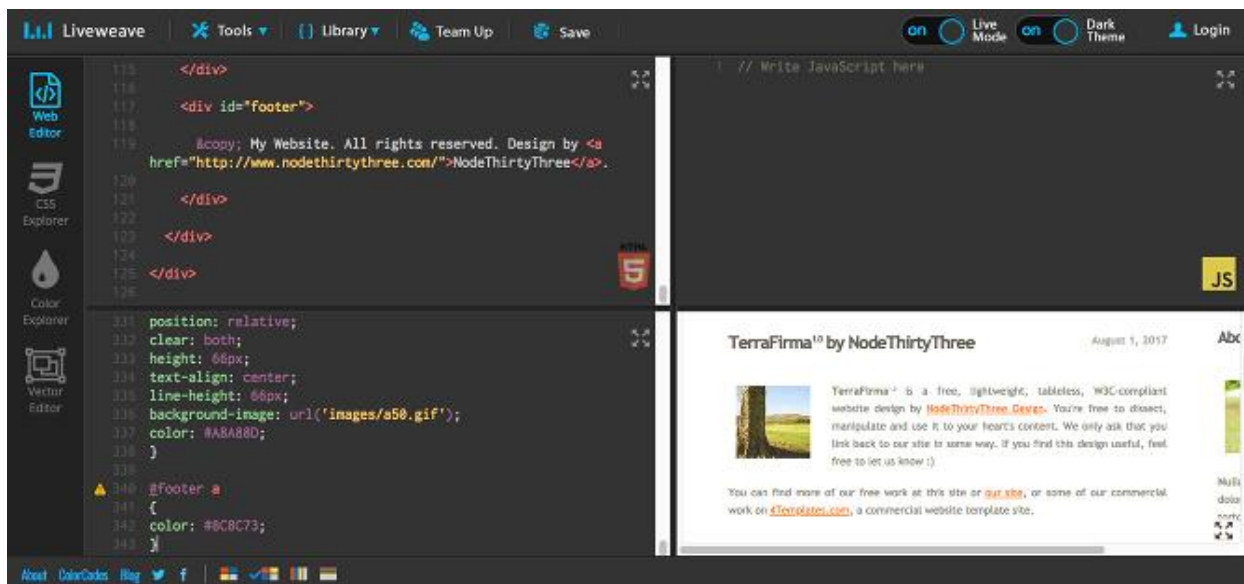 Liveweave
Tools
Library
Team Up
Save
on
Live Mode
on
Dark Theme
Login
Web
Editor
CSS
Explorer
Color
Explorer
Vector
Editor
115 </div>
116
117 <div id="footer">
118
119 &copy; My Website. All rights reserved. Design by <a
href="http://www.nodethirtythree.com/">NodeThirtyThree</a>.
120
121 </div>
122
123 </div>
124
125 </div>
126
HTML
5
1 // Write JavaScript here
JS
331 position: relative;
332 clear: both;
333 height: 66px;
334 text-align: center;
335 line-height: 66px;
336 background-image: url('images/a50.gif');
337 color: #A8A88D;
338 }
339
340 #footer a
341 {
342 color: #8C8C73;
343 }
TerraFirma1.0 by NodeThirtyThree
August 1, 2017
TerraFirma1.0 is a free, lightweight, tableless, W3C-compliant
website design by NodeThirtyThree Design. You're free to dissect,
manipulate and use it to your heart's content. We only ask that you
link back to our site in some way. If you find this design useful, feel
free to let us know :)
You can find more of our free work at this site or our site, or some of our commercial
work on 4Templates.com, a commercial website template site.
Abo
Nulla
dolor
About ColorCodes Blog